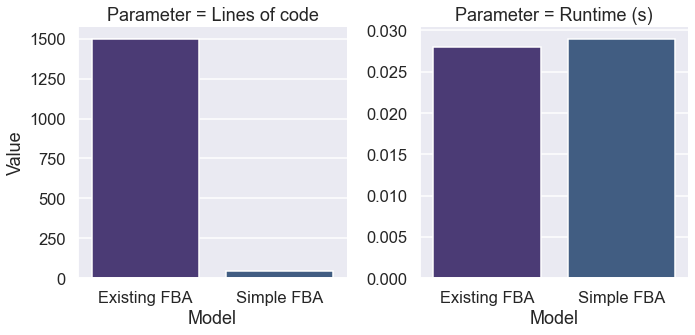 Parameter = Lines of code
1500
1250
1000
750
500
250
0
Value
Existing FBA
Simple FBA
Model
Parameter = Runtime (s)
0.030
0.025
0.020
0.015
0.010
0.005
0.000
Existing FBA
Simple FBA
Model